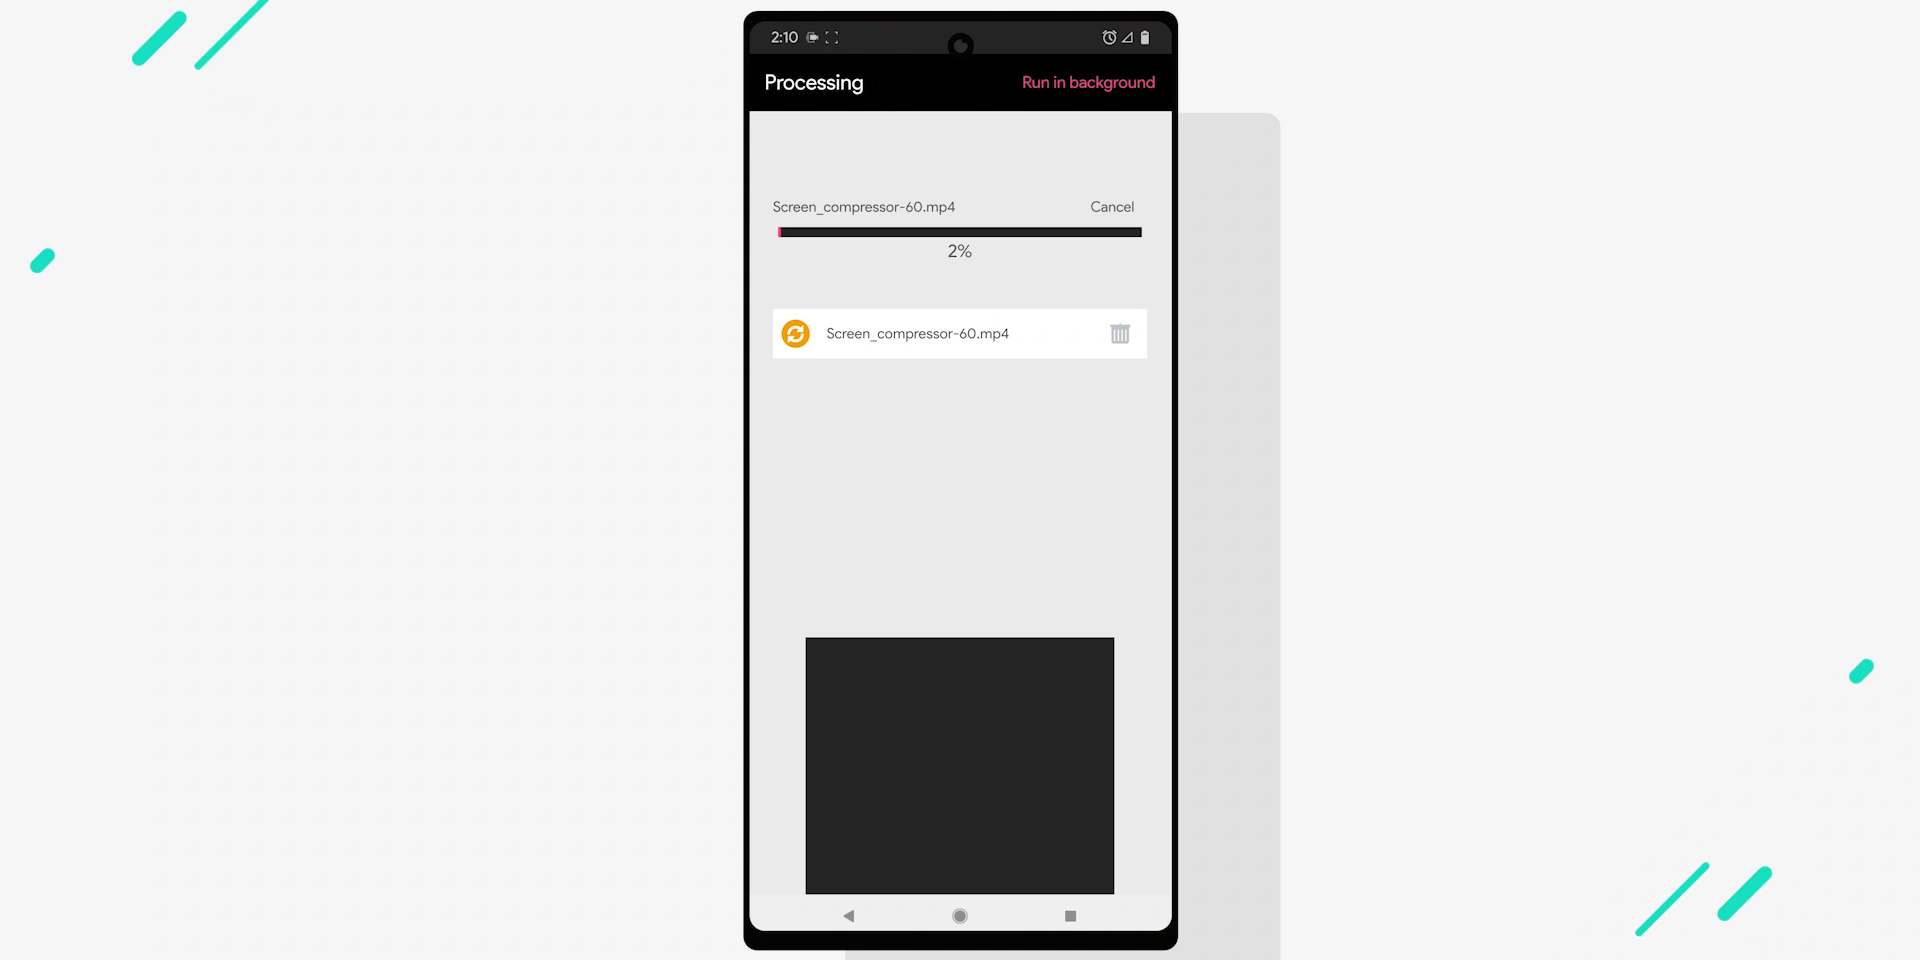 2:10
Processing
Run in background
Screen_compressor-60.mp4
Cancel
2%
Screen_compressor-60.mp4